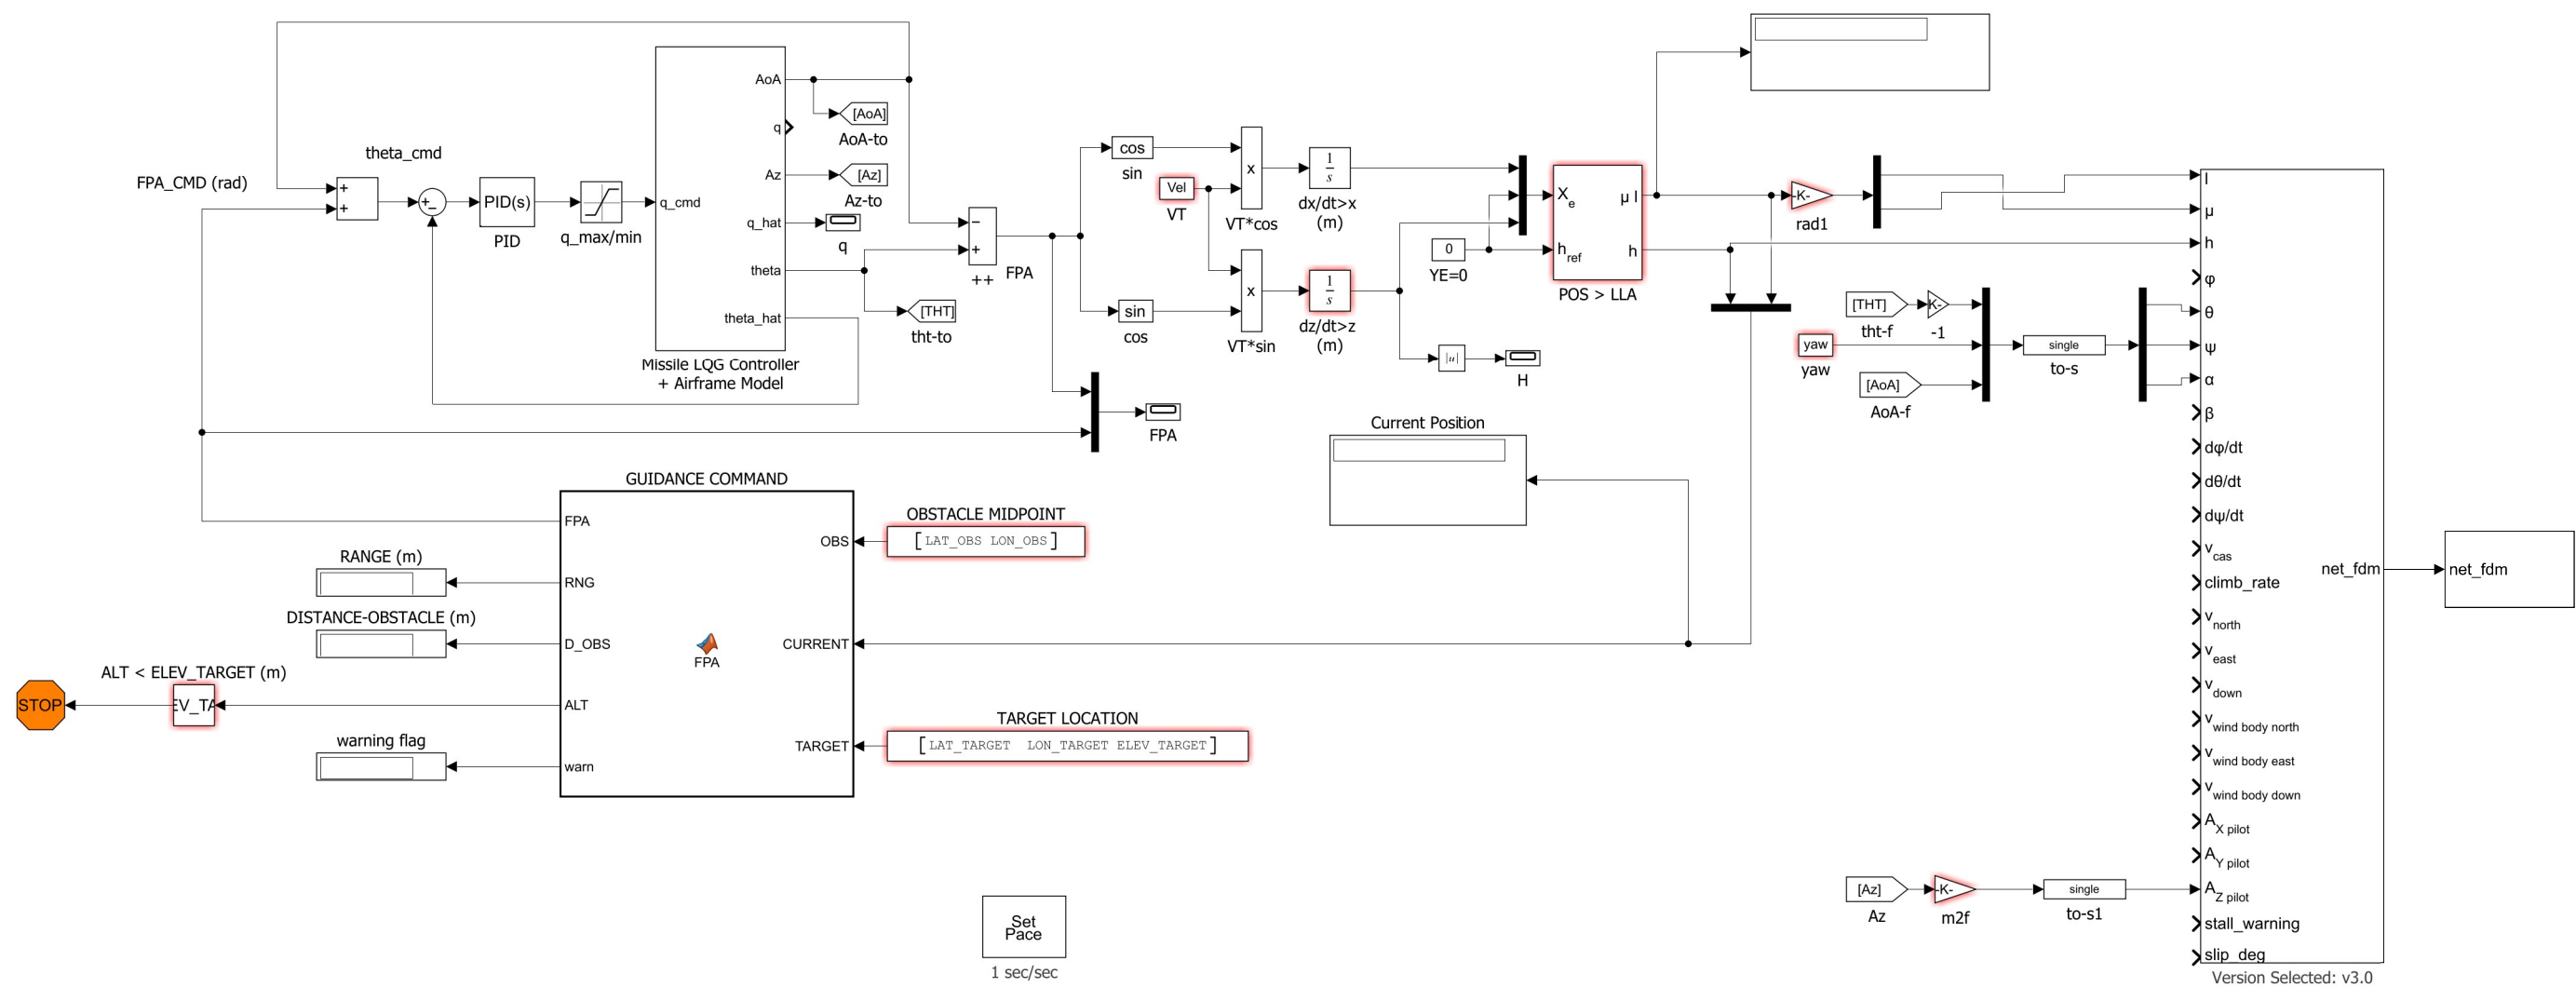 AoA
q
Az
q_hat
theta
theta_hat
q_cmd
Missile LQG Controller
+ Airframe Model
[AoA]
AoA-to
[Az]
Az-to
q
[THT]
tht-to
theta_cmd
FPA_CMD (rad)
+
+
+
−
PID(s)
PID
q_max/min
−
+
++
FPA
cos
sin
sin
cos
Vel
VT
x
VT*cos
x
VT*sin
1
s
dx/dt>x
(m)
1
s
dz/dt>z
(m)
0
YE=0
|u|
H
FPA
Xe
href
μ l
h
POS > LLA
-K-
rad1
[THT]
tht-f
-K-
-1
yaw
yaw
[AoA]
AoA-f
single
to-s
Current Position
GUIDANCE COMMAND
FPA
RNG
D_OBS
ALT
warn
FPA
OBS
CURRENT
TARGET
OBSTACLE MIDPOINT
[ LAT_OBS LON_OBS ]
TARGET LOCATION
[ LAT_TARGET LON_TARGET ELEV_TARGET ]
RANGE (m)
DISTANCE-OBSTACLE (m)
ALT < ELEV_TARGET (m)
STOP
EV_TA
warning flag
Set
Pace
1 sec/sec
[Az]
Az
-K-
m2f
single
to-s1
l
μ
h
φ
θ
ψ
α
β
dφ/dt
dθ/dt
dψ/dt
vcas
climb_rate
vnorth
veast
vdown
vwind body north
vwind body east
vwind body down
AX pilot
AY pilot
AZ pilot
stall_warning
slip_deg
net_fdm
Version Selected: v3.0
net_fdm